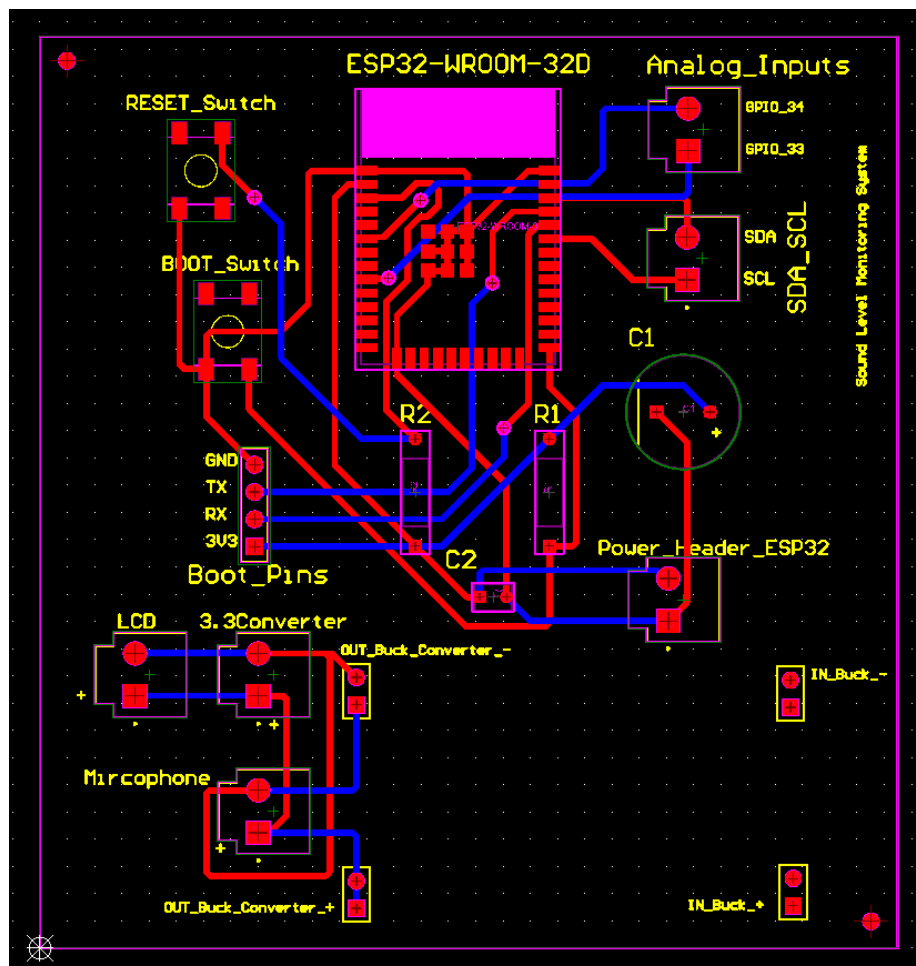 ESP32-WROOM-32D
Analog_Inputs
RESET_Switch
GPIO_34
GPIO_33
Sound Level Monitoring System
SDA
SCL
SDA_SCL
BOOT_Switch
C1
R2
R1
GND
TX
RX
3V3
Boot_Pins
C2
Power_Header_ESP32
LCD
3.3Converter
OUT_Buck_Converter_-
IN_Buck_-
+
+
+
Mircophone
+
OUT_Buck_Converter_+
IN_Buck_+